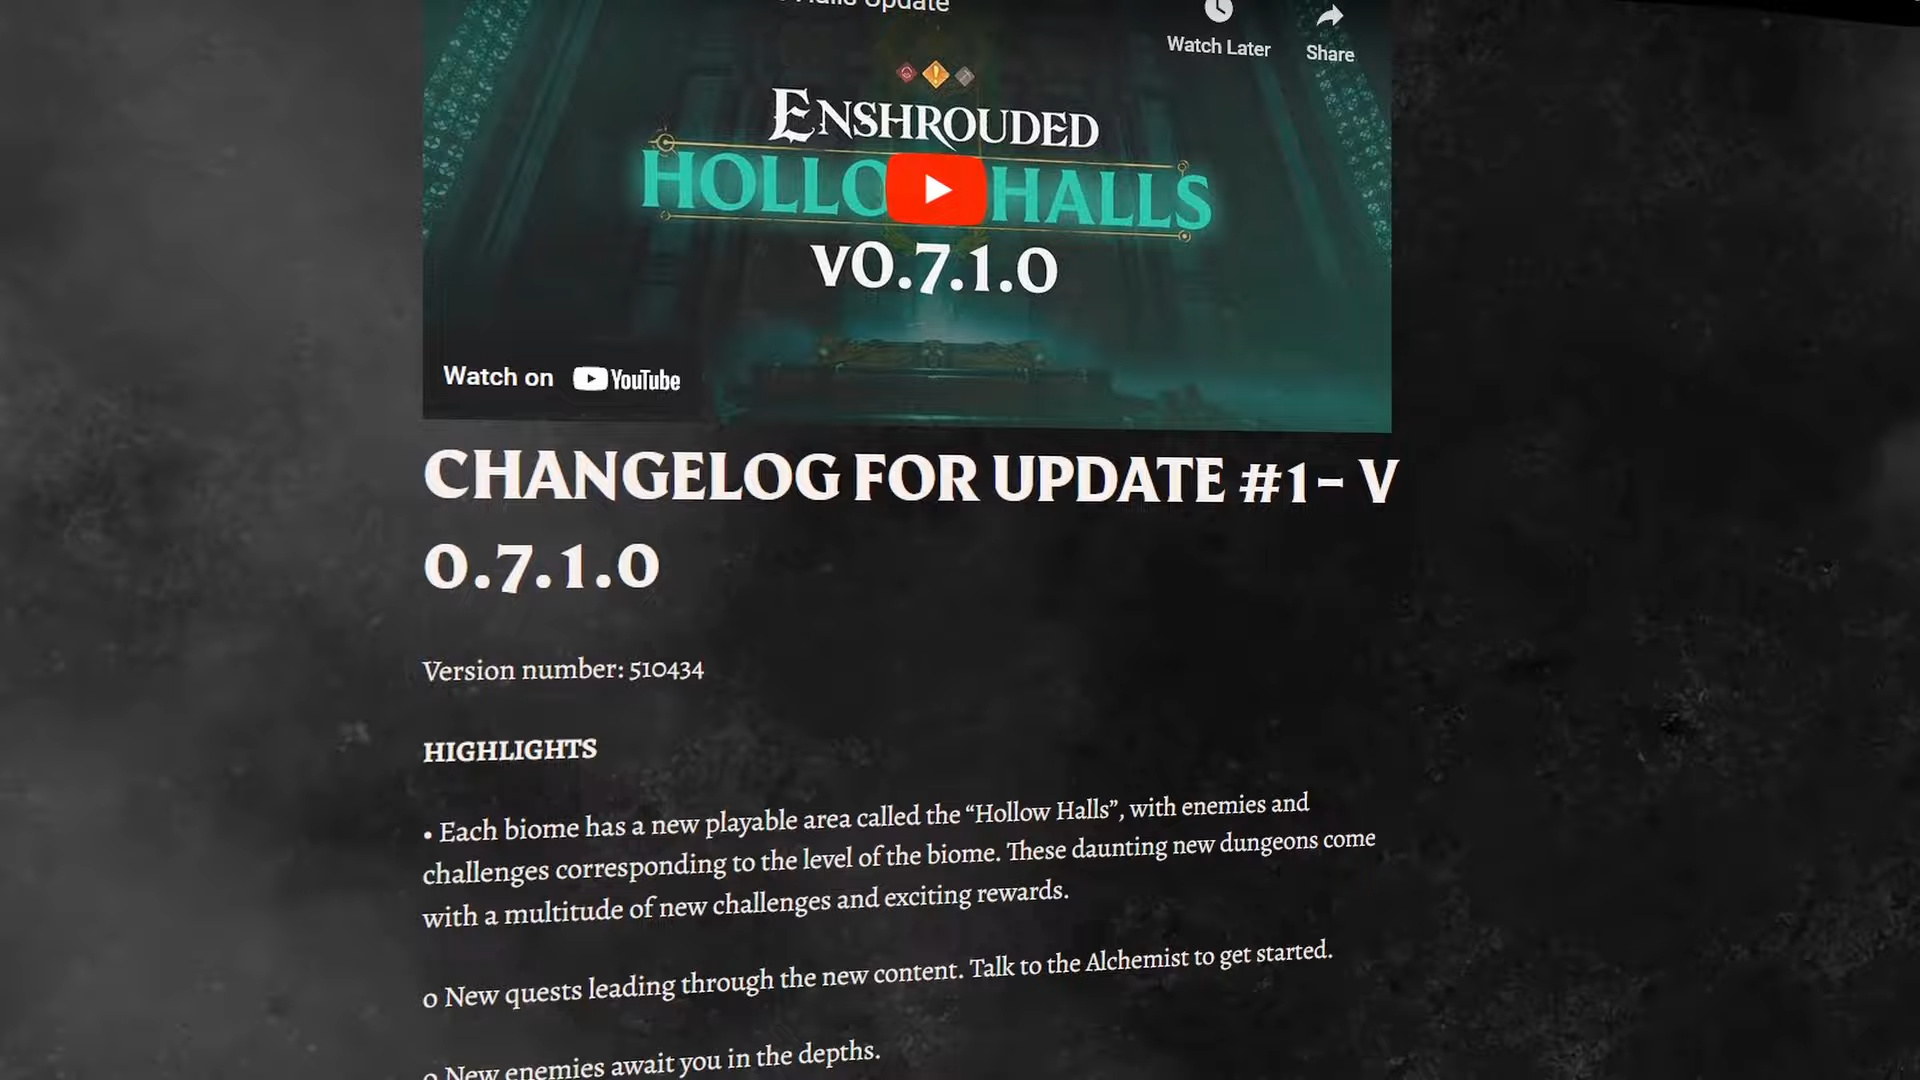 Halls Update
Watch Later
Share
ENSHROUDED
HOLLO HALLS
v0.7.1.0
Watch on YouTube
CHANGELOG FOR UPDATE #1– V
0.7.1.0
Version number: 510434
HIGHLIGHTS
• Each biome has a new playable area called the “Hollow Halls”, with enemies and
challenges corresponding to the level of the biome. These daunting new dungeons come
with a multitude of new challenges and exciting rewards.
o New quests leading through the new content. Talk to the Alchemist to get started.
o New enemies await you in the depths.